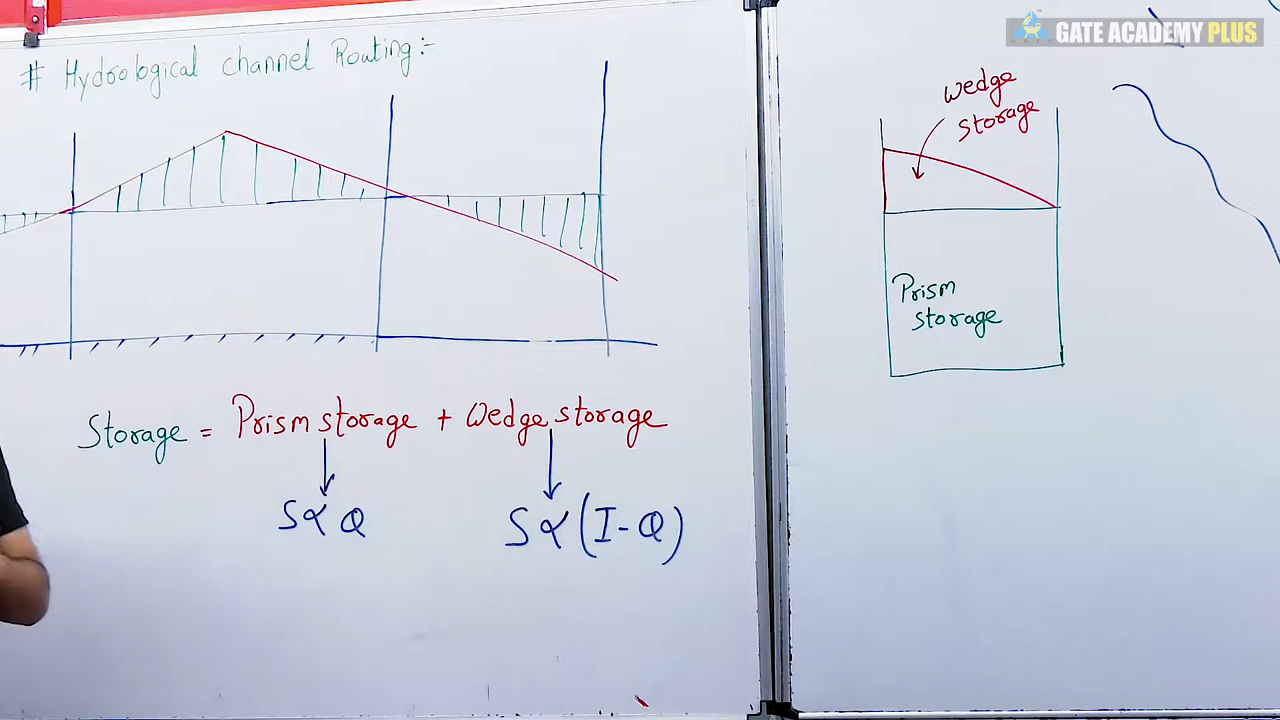 # Hydrological channel Routing:-
Storage = Prism storage + Wedge storage
S∝Q
S∝(I-Q)
GATE ACADEMY PLUS
Wedge
storage
Prism
storage